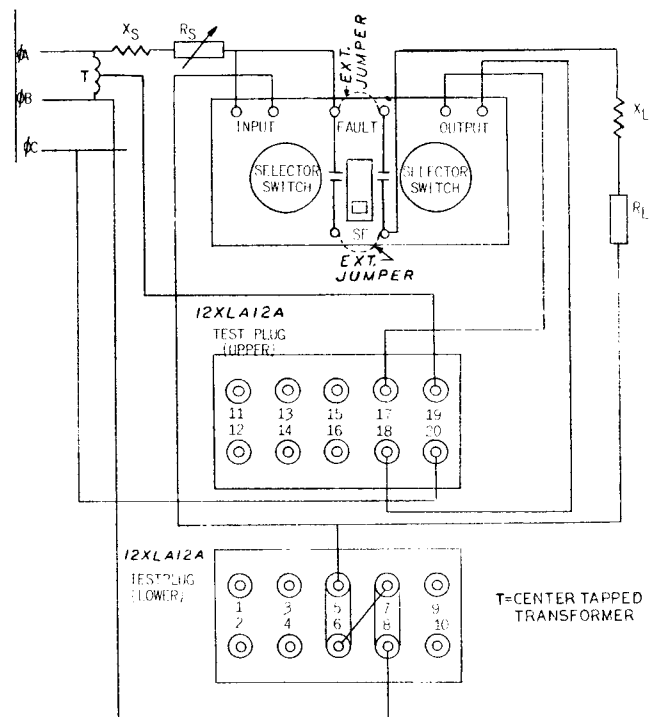 X_S R_S
φA
T
φB
φC
EXT. JUMPER
INPUT FAULT OUTPUT
SELECTOR SWITCH
SELECTOR SWITCH
SF
EXT. JUMPER
X_L
R_L
12XLA12A
TEST PLUG
(UPPER)
11 13 15 17 19
12 14 16 18 20
12XLA12A
TESTPLUG
(LOWER)
1 3 5 7 9
2 4 6 8 10
T=CENTER TAPPED
TRANSFORMER